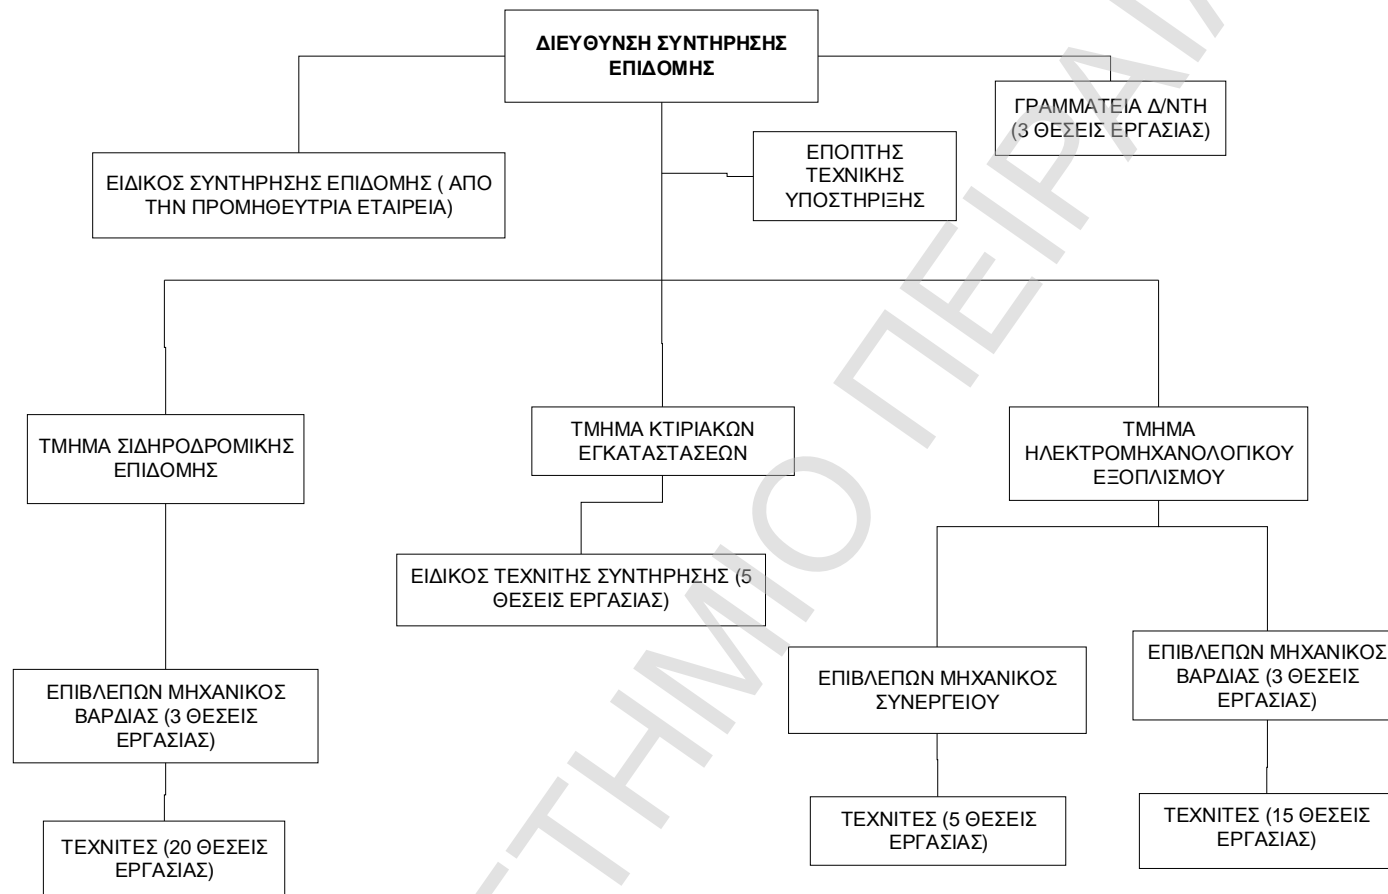 ΔΙΕΥΘΥΝΣΗ ΣΥΝΤΗΡΗΣΗΣ
ΕΠΙΔΟΜΗΣ
ΓΡΑΜΜΑΤΕΙΑ Δ/ΝΤΗ
(3 ΘΕΣΕΙΣ ΕΡΓΑΣΙΑΣ)
ΕΙΔΙΚΟΣ ΣΥΝΤΗΡΗΣΗΣ ΕΠΙΔΟΜΗΣ ( ΑΠΟ
ΤΗΝ ΠΡΟΜΗΘΕΥΤΡΙΑ ΕΤΑΙΡΕΙΑ)
ΕΠΟΠΤΗΣ
ΤΕΧΝΙΚΗΣ
ΥΠΟΣΤΗΡΙΞΗΣ
ΤΜΗΜΑ ΣΙΔΗΡΟΔΡΟΜΙΚΗΣ
ΕΠΙΔΟΜΗΣ
ΤΜΗΜΑ ΚΤΙΡΙΑΚΩΝ
ΕΓΚΑΤΑΣΤΑΣΕΩΝ
ΤΜΗΜΑ
ΗΛΕΚΤΡΟΜΗΧΑΝΟΛΟΓΙΚΟΥ
ΕΞΟΠΛΙΣΜΟΥ
ΕΙΔΙΚΟΣ ΤΕΧΝΙΤΗΣ ΣΥΝΤΗΡΗΣΗΣ (5
ΘΕΣΕΙΣ ΕΡΓΑΣΙΑΣ)
ΕΠΙΒΛΕΠΩΝ ΜΗΧΑΝΙΚΟΣ
ΒΑΡΔΙΑΣ (3 ΘΕΣΕΙΣ
ΕΡΓΑΣΙΑΣ)
ΕΠΙΒΛΕΠΩΝ ΜΗΧΑΝΙΚΟΣ
ΣΥΝΕΡΓΕΙΟΥ
ΕΠΙΒΛΕΠΩΝ ΜΗΧΑΝΙΚΟΣ
ΒΑΡΔΙΑΣ (3 ΘΕΣΕΙΣ
ΕΡΓΑΣΙΑΣ)
ΤΕΧΝΙΤΕΣ (20 ΘΕΣΕΙΣ
ΕΡΓΑΣΙΑΣ)
ΤΕΧΝΙΤΕΣ (5 ΘΕΣΕΙΣ
ΕΡΓΑΣΙΑΣ)
ΤΕΧΝΙΤΕΣ (15 ΘΕΣΕΙΣ
ΕΡΓΑΣΙΑΣ)